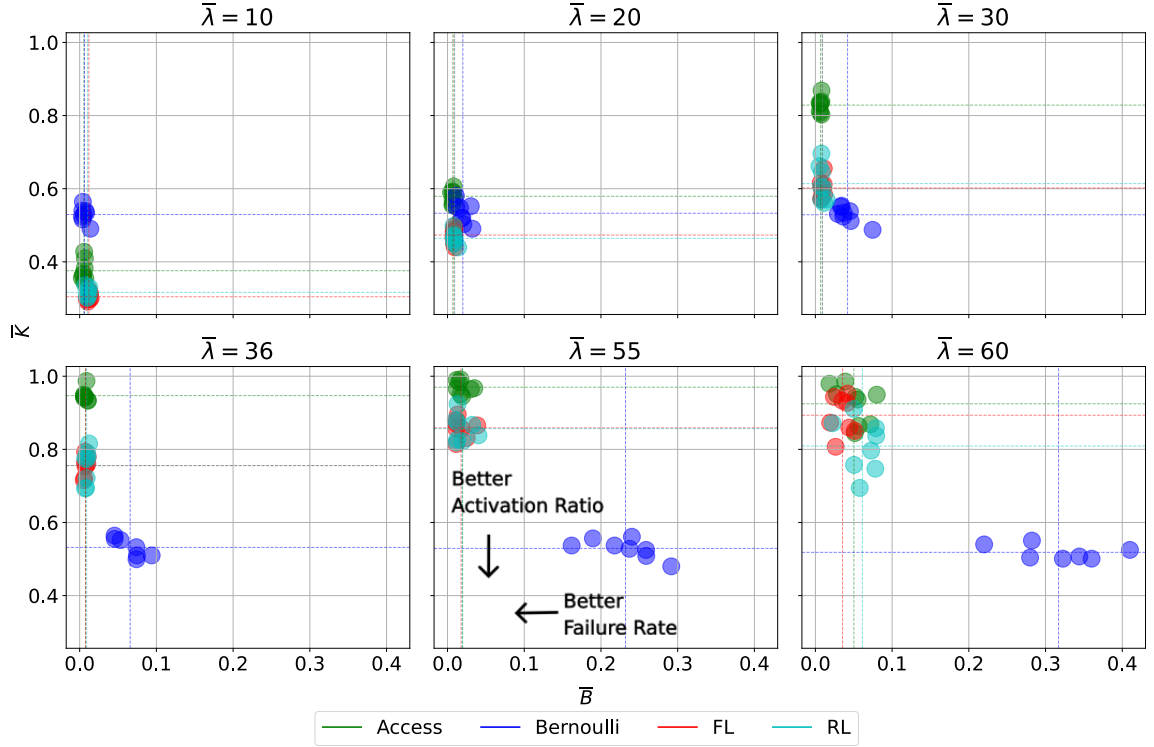 λ̅ = 10
λ̅ = 20
λ̅ = 30
1.0
0.8
0.6
0.4
K̅
λ̅ = 36
λ̅ = 55
λ̅ = 60
1.0
0.8
0.6
0.4
Better
Activation Ratio
Better
Failure Rate
0.0 0.1 0.2 0.3 0.4
0.0 0.1 0.2 0.3 0.4
0.0 0.1 0.2 0.3 0.4
B̅
Access Bernoulli FL RL